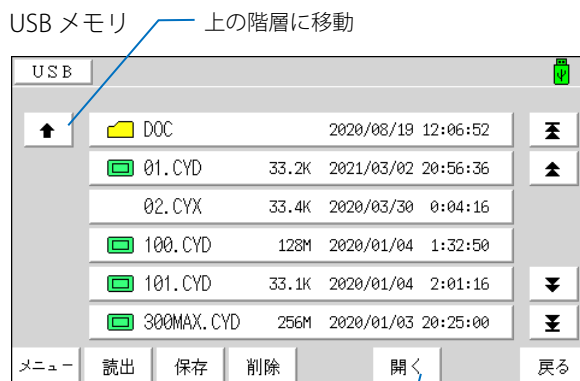 USB メモリ
上の階層に移動
USB
DOC 2020/08/19 12:06:52
01.CYD 33.2K 2021/03/02 20:56:36
02.CYX 33.4K 2020/03/30 0:04:16
100.CYD 128M 2020/01/04 1:32:50
101.CYD 33.1K 2020/01/04 2:01:16
300MAX.CYD 256M 2020/01/03 20:25:00
メニュー 読出 保存 削除 開く 戻る